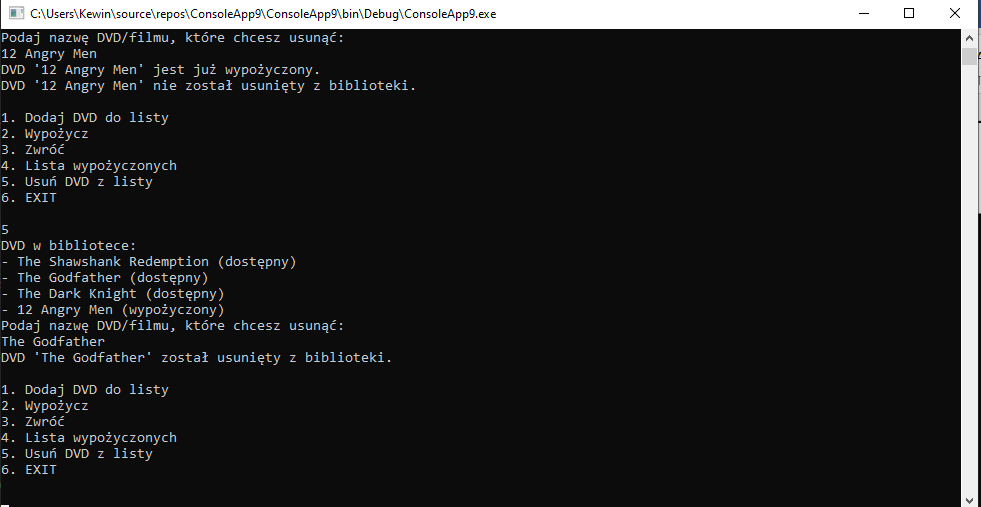 C:\Users\Kewin\source\repos\ConsoleApp9\ConsoleApp9\bin\Debug\ConsoleApp9.exe
Podaj nazwę DVD/filmu, które chcesz usunąć:
12 Angry Men
DVD '12 Angry Men' jest już wypożyczony.
DVD '12 Angry Men' nie został usunięty z biblioteki.
1. Dodaj DVD do listy
2. Wypożycz
3. Zwróć
4. Lista wypożyczonych
5. Usuń DVD z listy
6. EXIT
5
DVD w bibliotece:
- The Shawshank Redemption (dostępny)
- The Godfather (dostępny)
- The Dark Knight (dostępny)
- 12 Angry Men (wypożyczony)
Podaj nazwę DVD/filmu, które chcesz usunąć:
The Godfather
DVD 'The Godfather' został usunięty z biblioteki.
1. Dodaj DVD do listy
2. Wypożycz
3. Zwróć
4. Lista wypożyczonych
5. Usuń DVD z listy
6. EXIT